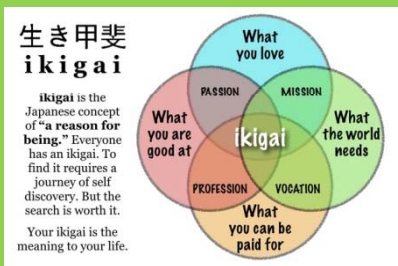 生き甲斐
ikigai
ikigai is the
Japanese concept
of “a reason for
being.” Everyone
has an ikigai. To
find it requires a
journey of self
discovery. But the
search is worth it.
Your ikigai is the
meaning to your life.
What
you love
PASSION
MISSION
What
you are
good at
ikigai
What
the world
needs
PROFESSION
VOCATION
What
you can be
paid for